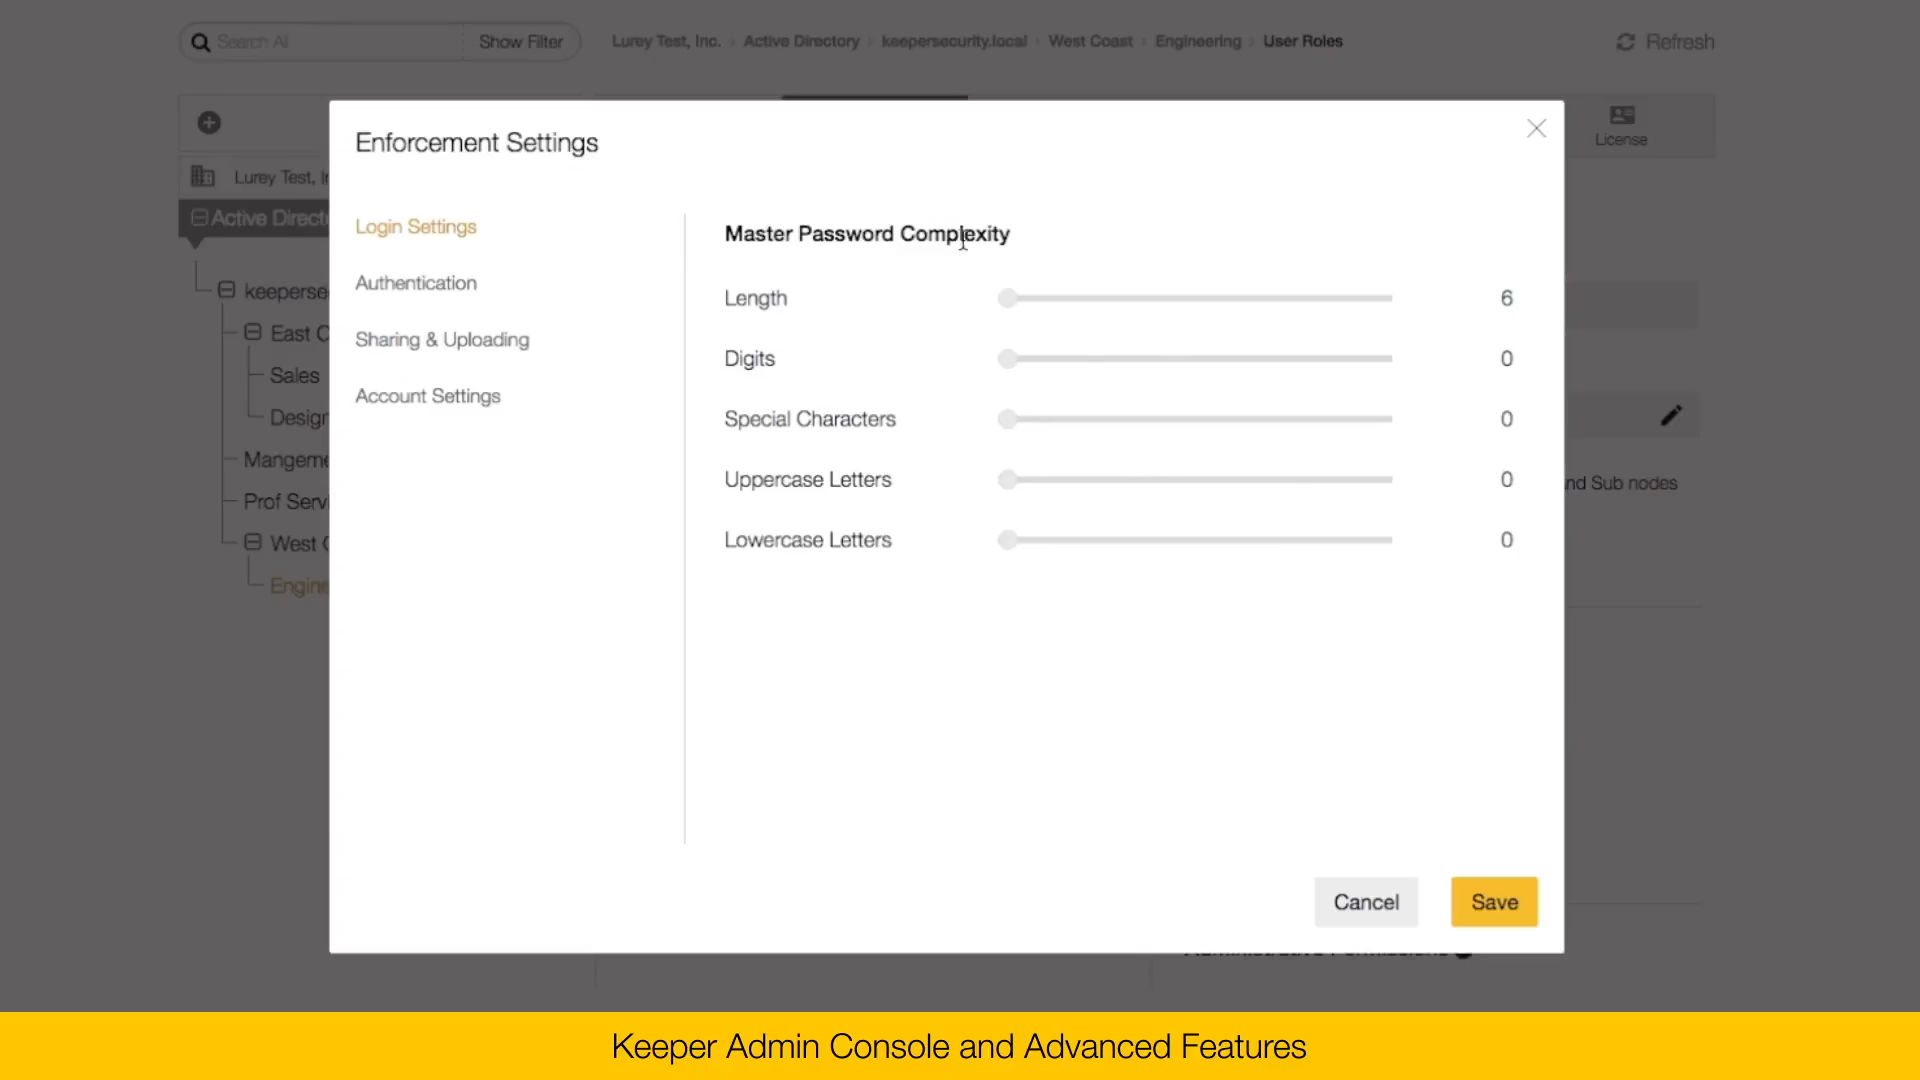 Search All
Show Filter
Lurey Test, Inc. › Active Directory › keepersecurity.local › West Coast › Engineering › User Roles
Refresh
License
Lurey Test, I
Active Direct
keeperse
East C
Sales
Design
Mangeme
Prof Serv
West
Engine
Enforcement Settings
Login Settings
Authentication
Sharing & Uploading
Account Settings
Master Password Complexity
Length 6
Digits 0
Special Characters 0
Uppercase Letters 0
Lowercase Letters 0
nd Sub nodes
Cancel
Save
Keeper Admin Console and Advanced Features